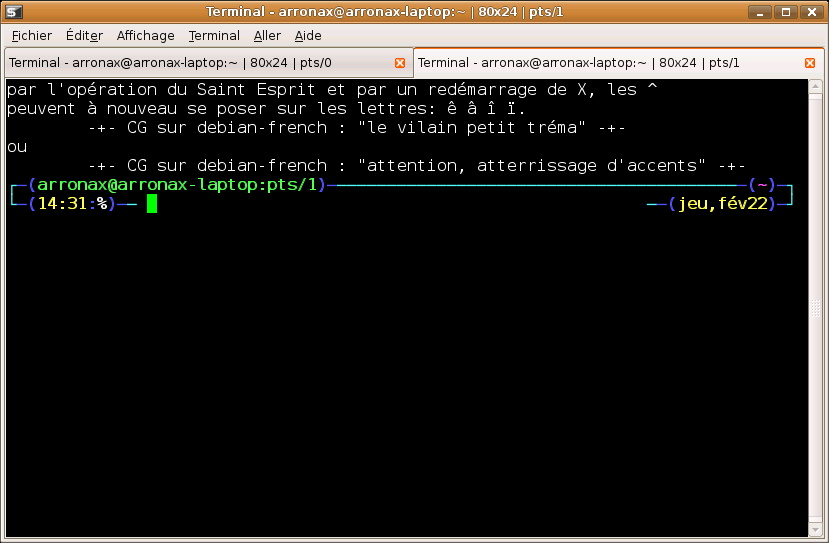 Terminal - arronax@arronax-laptop:~ | 80x24 | pts/1
Fichier Éditer Affichage Terminal Aller Aide
Terminal - arronax@arronax-laptop:~ | 80x24 | pts/0 Terminal - arronax@arronax-laptop:~ | 80x24 | pts/1
par l'opération du Saint Esprit et par un redémarrage de X, les ^
peuvent à nouveau se poser sur les lettres: ê â î ï.
-+- CG sur debian-french : "le vilain petit tréma" -+-
ou
-+- CG sur debian-french : "attention, atterrissage d'accents" -+-
(arronax@arronax-laptop:pts/1) (~)
(14:31:%) (jeu,fév22)